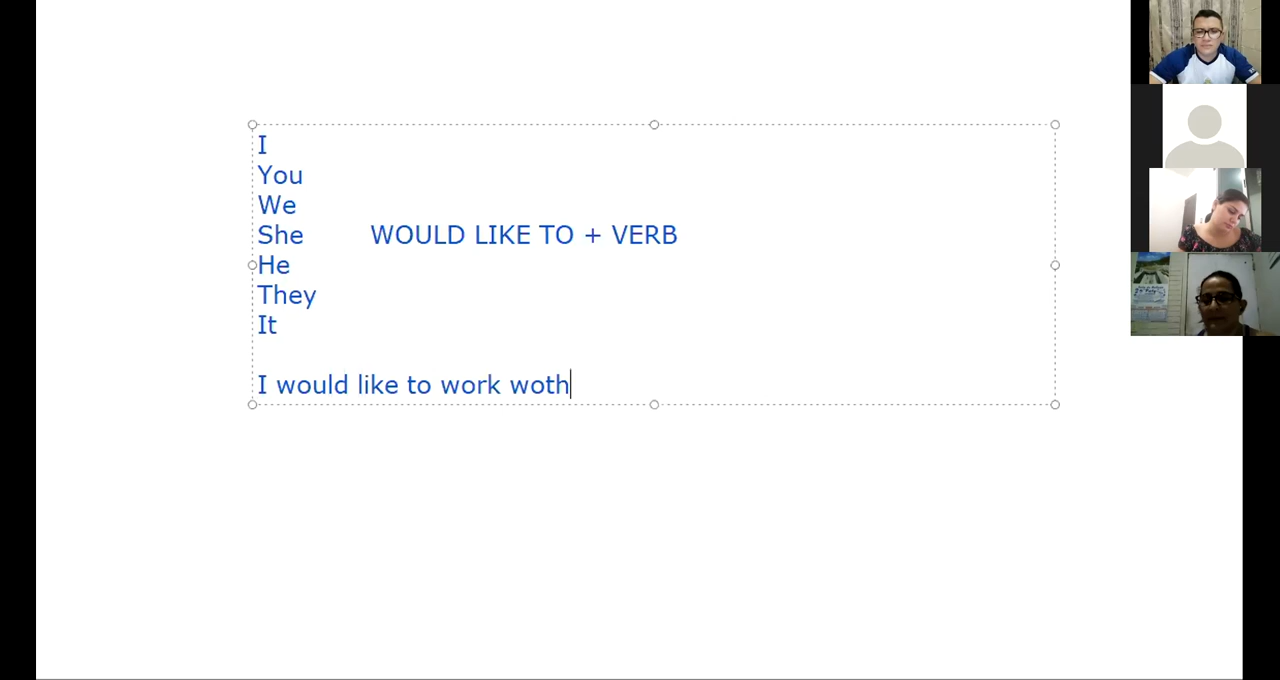 I
You
We
She WOULD LIKE TO + VERB
He
They
It
I would like to work woth